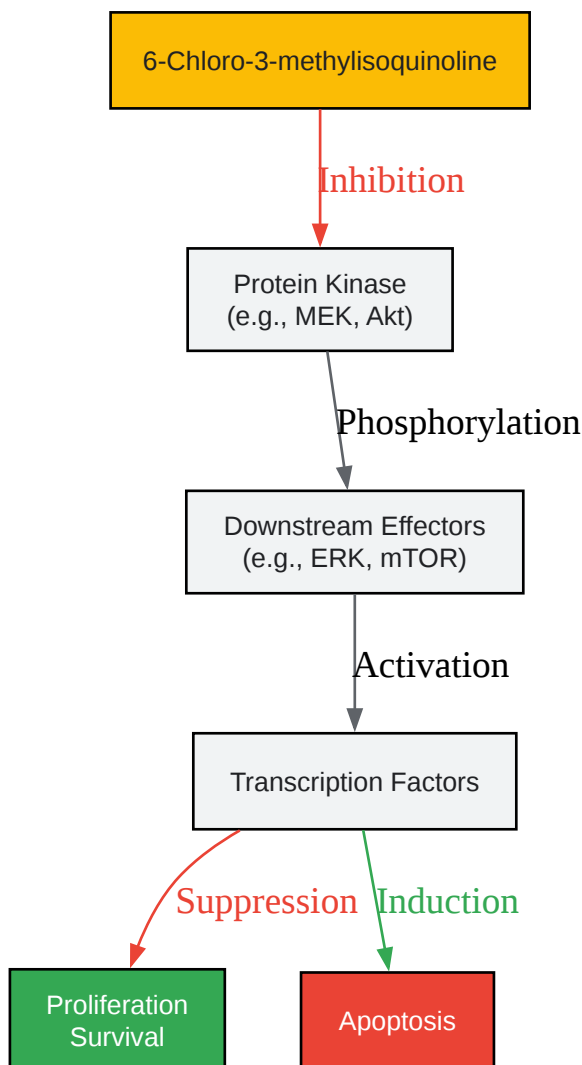 6-Chloro-3-methylisoquinoline
Inhibition
Protein Kinase
(e.g., MEK, Akt)
Phosphorylation
Downstream Effectors
(e.g., ERK, mTOR)
Activation
Transcription Factors
Suppression
Induction
Proliferation
Survival
Apoptosis